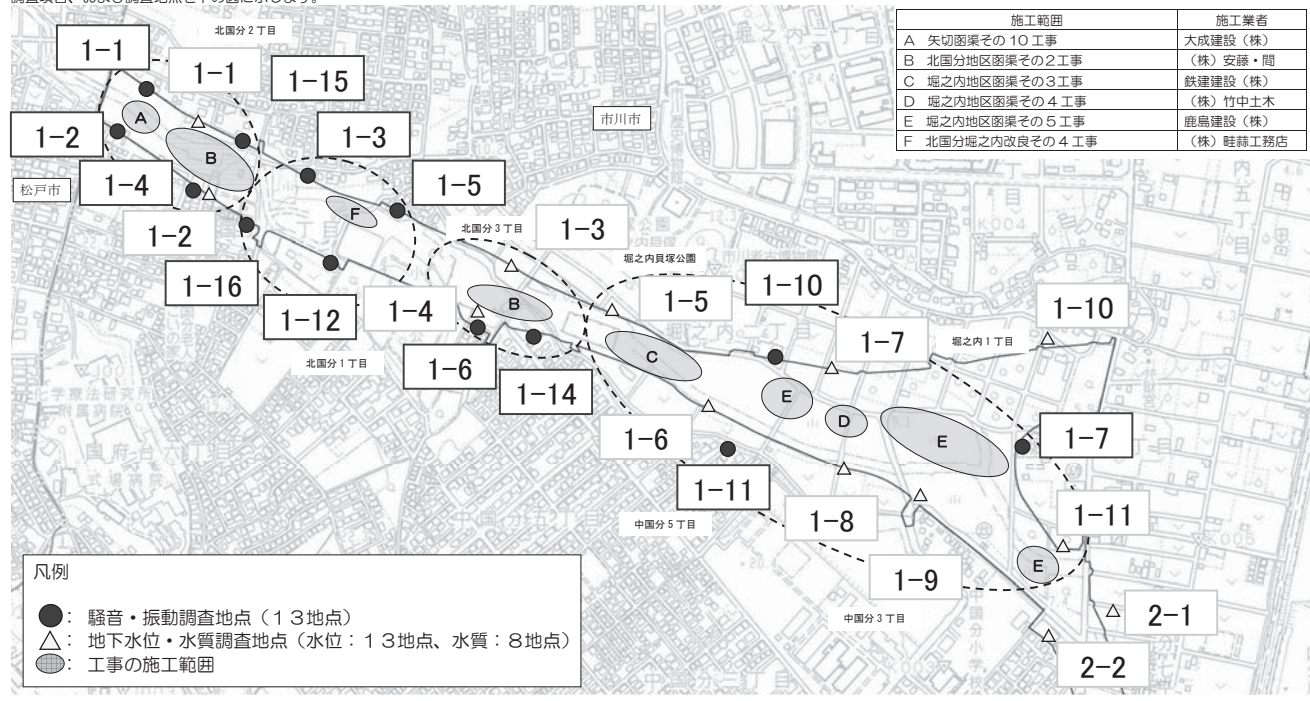 調査項目、および調査地点を下の図に示します。
施工範囲 施工業者
A 矢切函渠その10工事 大成建設（株）
B 北国分地区函渠その2工事 （株）安藤・間
C 堀之内地区函渠その3工事 鉄建建設（株）
D 堀之内地区函渠その4工事 （株）竹中土木
E 堀之内地区函渠その5工事 鹿島建設（株）
F 北国分堀之内改良その4工事 （株）畦蒜工務店
北国分2丁目
1-1
1-1
1-15
市川市
A
1-2
B
1-3
松戸市
1-4
1-5
F
北国分3丁目
1-3
1-2
堀之内貝塚公園
1-10
1-16
1-5
1-10
1-12
1-4
B
1-7
堀之内1丁目
北国分1丁目
C
1-6
E
1-14
D
E
1-6
1-7
1-11
中国分5丁目
1-8
1-11
1-9
E
中国分3丁目
2-1
2-2
凡例
●： 騒音・振動調査地点（13地点）
△： 地下水位・水質調査地点（水位：13地点、水質：8地点）
： 工事の施工範囲